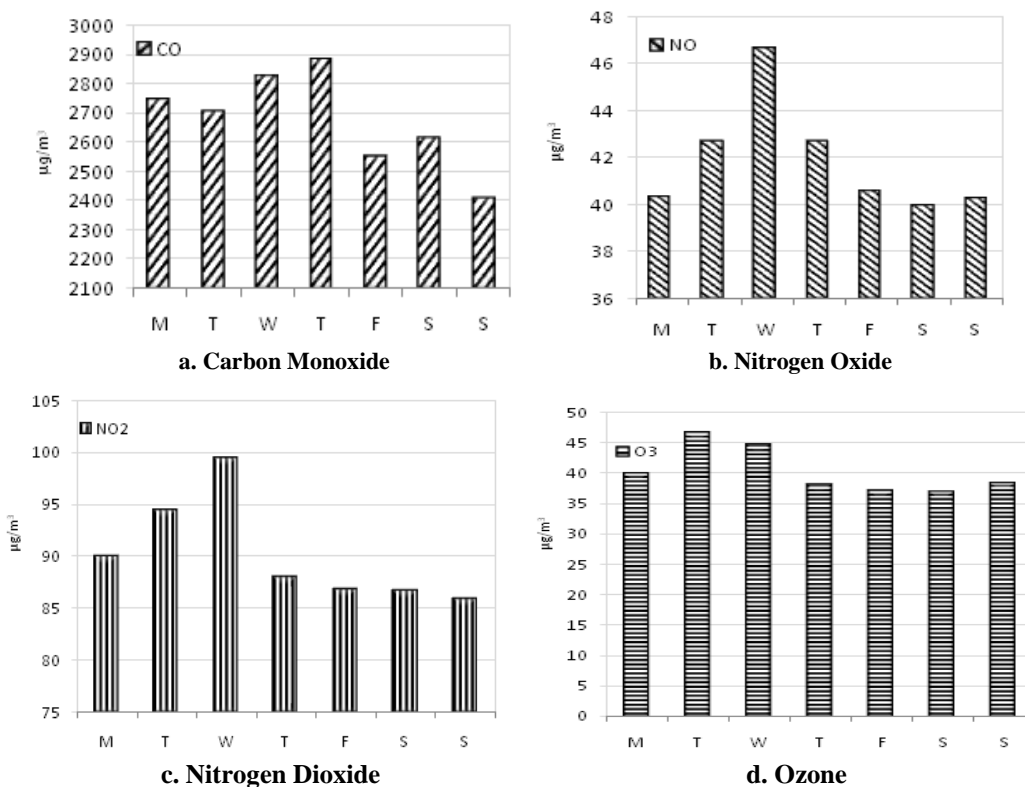 3000
2900
2800
2700
2600
2500
2400
2300
2200
2100
µg/m³
CO
M T W T F S S
a. Carbon Monoxide
48
46
44
42
40
38
36
µg/m³
NO
M T W T F S S
b. Nitrogen Oxide
105
100
95
90
85
80
75
µg/m³
NO2
M T W T F S S
c. Nitrogen Dioxide
50
45
40
35
30
25
20
15
10
5
0
µg/m³
O3
M T W T F S S
d. Ozone